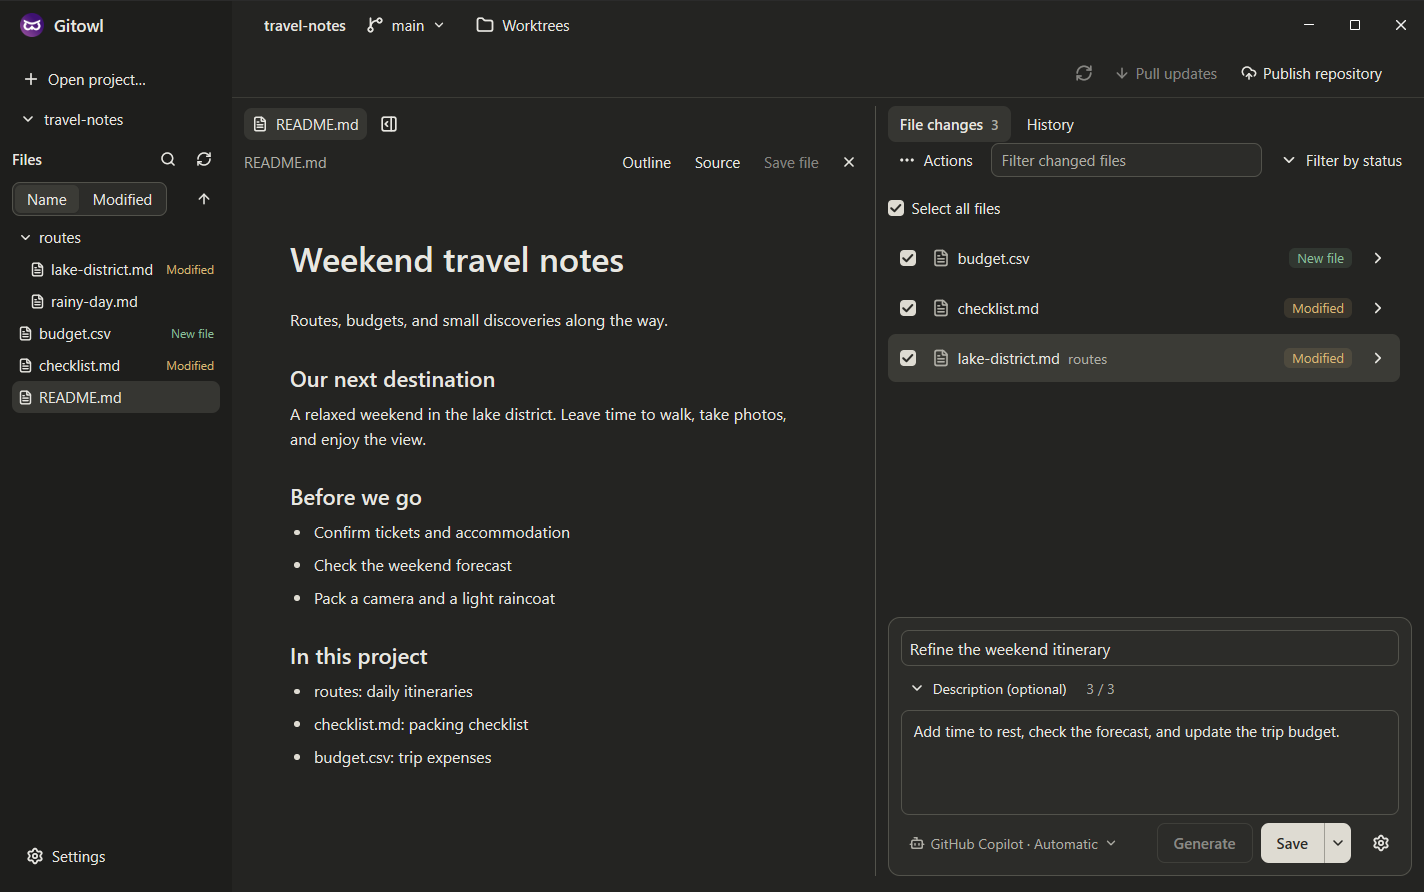 Gitowl
travel-notes
main
Worktrees
Open project...
Pull updates
Publish repository
travel-notes
Files
Name
Modified
routes
lake-district.md Modified
rainy-day.md
budget.csv New file
checklist.md Modified
README.md
Settings
README.md
README.md
Outline
Source
Save file
Weekend travel notes
Routes, budgets, and small discoveries along the way.
Our next destination
A relaxed weekend in the lake district. Leave time to walk, take photos,
and enjoy the view.
Before we go
• Confirm tickets and accommodation
• Check the weekend forecast
• Pack a camera and a light raincoat
In this project
• routes: daily itineraries
• checklist.md: packing checklist
• budget.csv: trip expenses
File changes 3
History
Actions
Filter changed files
Filter by status
Select all files
budget.csv New file
checklist.md Modified
lake-district.md routes Modified
Refine the weekend itinerary
Description (optional) 3 / 3
Add time to rest, check the forecast, and update the trip budget.
GitHub Copilot · Automatic
Generate
Save